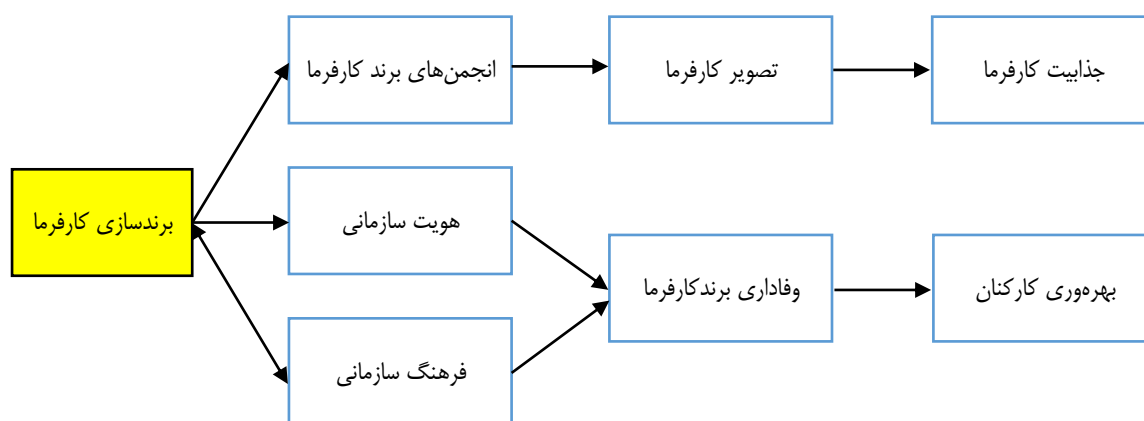 انجمن‌های برند کارفرما
تصویر کارفرما
جذابیت کارفرما
برندسازی کارفرما
هویت سازمانی
وفاداری برندکارفرما
بهره‌وری کارکنان
فرهنگ سازمانی